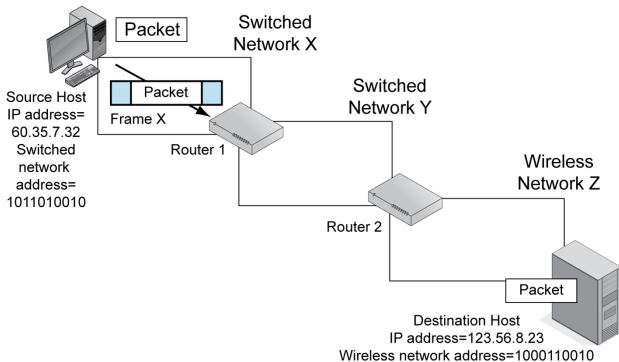 Packet
Switched
Network X
Packet
Frame X
Source Host
IP address=
60.35.7.32
Switched
network
address=
1011010010
Router 1
Switched
Network Y
Router 2
Wireless
Network Z
Packet
Destination Host
IP address=123.56.8.23
Wireless network address=1000110010